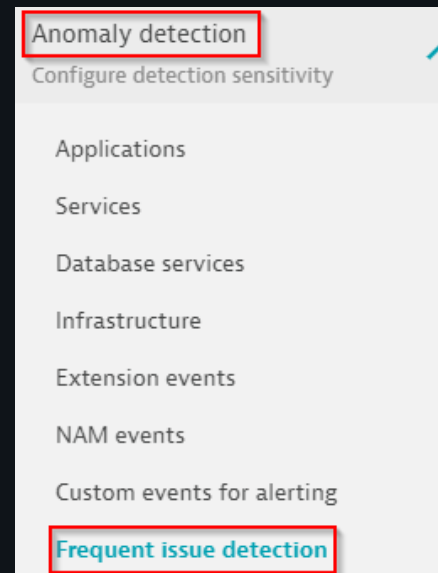 Anomaly detection
Configure detection sensitivity
Applications
Services
Database services
Infrastructure
Extension events
NAM events
Custom events for alerting
Frequent issue detection